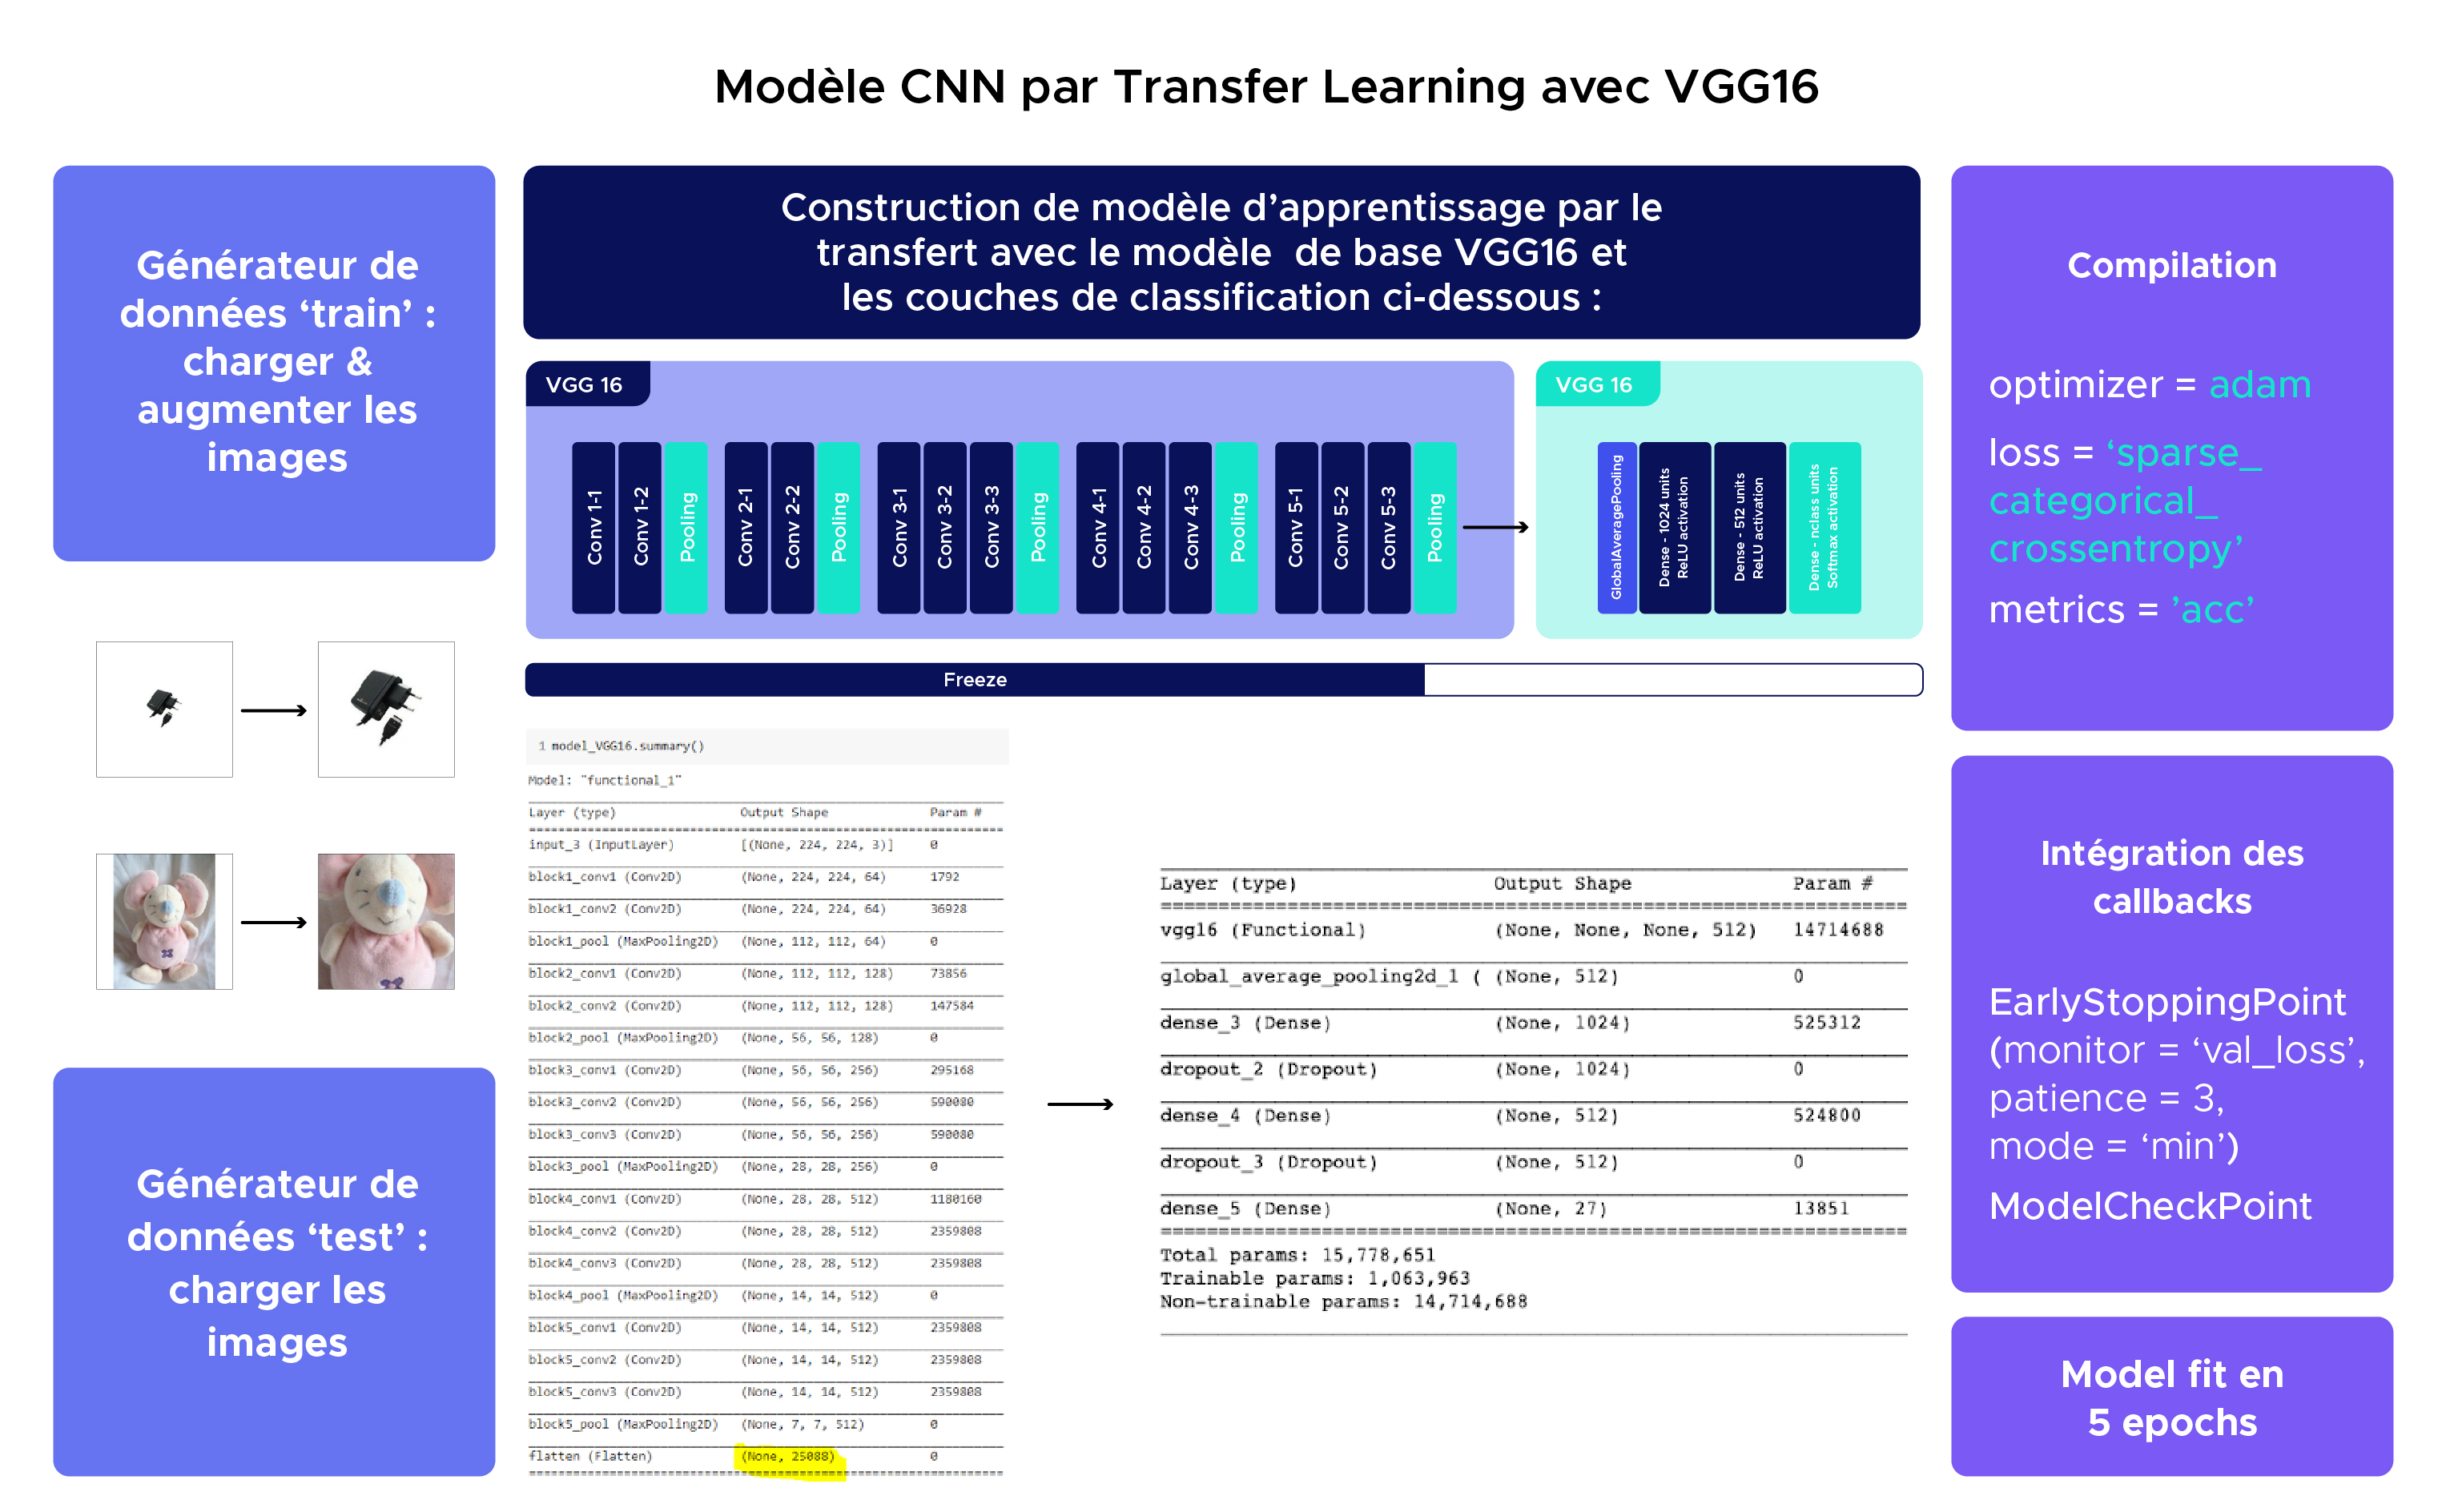 Modèle CNN par Transfer Learning avec VGG16
Générateur de
données ‘train’ :
charger &
augmenter les
images
Générateur de
données ‘test’ :
charger les
images
Construction de modèle d’apprentissage par le
transfert avec le modèle  de base VGG16 et
les couches de classification ci-dessous :
VGG 16
Conv 1-1
Conv 1-2
Pooling
Conv 2-1
Conv 2-2
Pooling
Conv 3-1
Conv 3-2
Conv 3-3
Pooling
Conv 4-1
Conv 4-2
Conv 4-3
Pooling
Conv 5-1
Conv 5-2
Conv 5-3
Pooling
VGG 16
GlobalAveragePooling
Dense - 1024 units
ReLU activation
Dense - 512 units
ReLU activation
Dense - nclass units
Softmax activation
Freeze
1 model_VGG16.summary()
Model: "functional_1"
Layer (type) Output Shape Param #
input_3 (InputLayer) [(None, 224, 224, 3)] 0
block1_conv1 (Conv2D) (None, 224, 224, 64) 1792
block1_conv2 (Conv2D) (None, 224, 224, 64) 36928
block1_pool (MaxPooling2D) (None, 112, 112, 64) 0
block2_conv1 (Conv2D) (None, 112, 112, 128) 73856
block2_conv2 (Conv2D) (None, 112, 112, 128) 147584
block2_pool (MaxPooling2D) (None, 56, 56, 128) 0
block3_conv1 (Conv2D) (None, 56, 56, 256) 295168
block3_conv2 (Conv2D) (None, 56, 56, 256) 590080
block3_conv3 (Conv2D) (None, 56, 56, 256) 590080
block3_pool (MaxPooling2D) (None, 28, 28, 256) 0
block4_conv1 (Conv2D) (None, 28, 28, 512) 1180160
block4_conv2 (Conv2D) (None, 28, 28, 512) 2359808
block4_conv3 (Conv2D) (None, 28, 28, 512) 2359808
block4_pool (MaxPooling2D) (None, 14, 14, 512) 0
block5_conv1 (Conv2D) (None, 14, 14, 512) 2359808
block5_conv2 (Conv2D) (None, 14, 14, 512) 2359808
block5_conv3 (Conv2D) (None, 14, 14, 512) 2359808
block5_pool (MaxPooling2D) (None, 7, 7, 512) 0
flatten (Flatten) (None, 25088) 0
Layer (type) Output Shape Param #
vgg16 (Functional) (None, None, None, 512) 14714688
global_average_pooling2d_1 ( (None, 512) 0
dense_3 (Dense) (None, 1024) 525312
dropout_2 (Dropout) (None, 1024) 0
dense_4 (Dense) (None, 512) 524800
dropout_3 (Dropout) (None, 512) 0
dense_5 (Dense) (None, 27) 13851
Total params: 15,778,651
Trainable params: 1,063,963
Non-trainable params: 14,714,688
Compilation
optimizer = adam
loss = ‘sparse_
categorical_
crossentropy’
metrics = ’acc’
Intégration des
callbacks
EarlyStoppingPoint
(monitor = ‘val_loss’,
patience = 3,
mode = ‘min’)
ModelCheckPoint
Model fit en
5 epochs